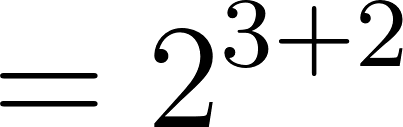 = 2^{3+2}